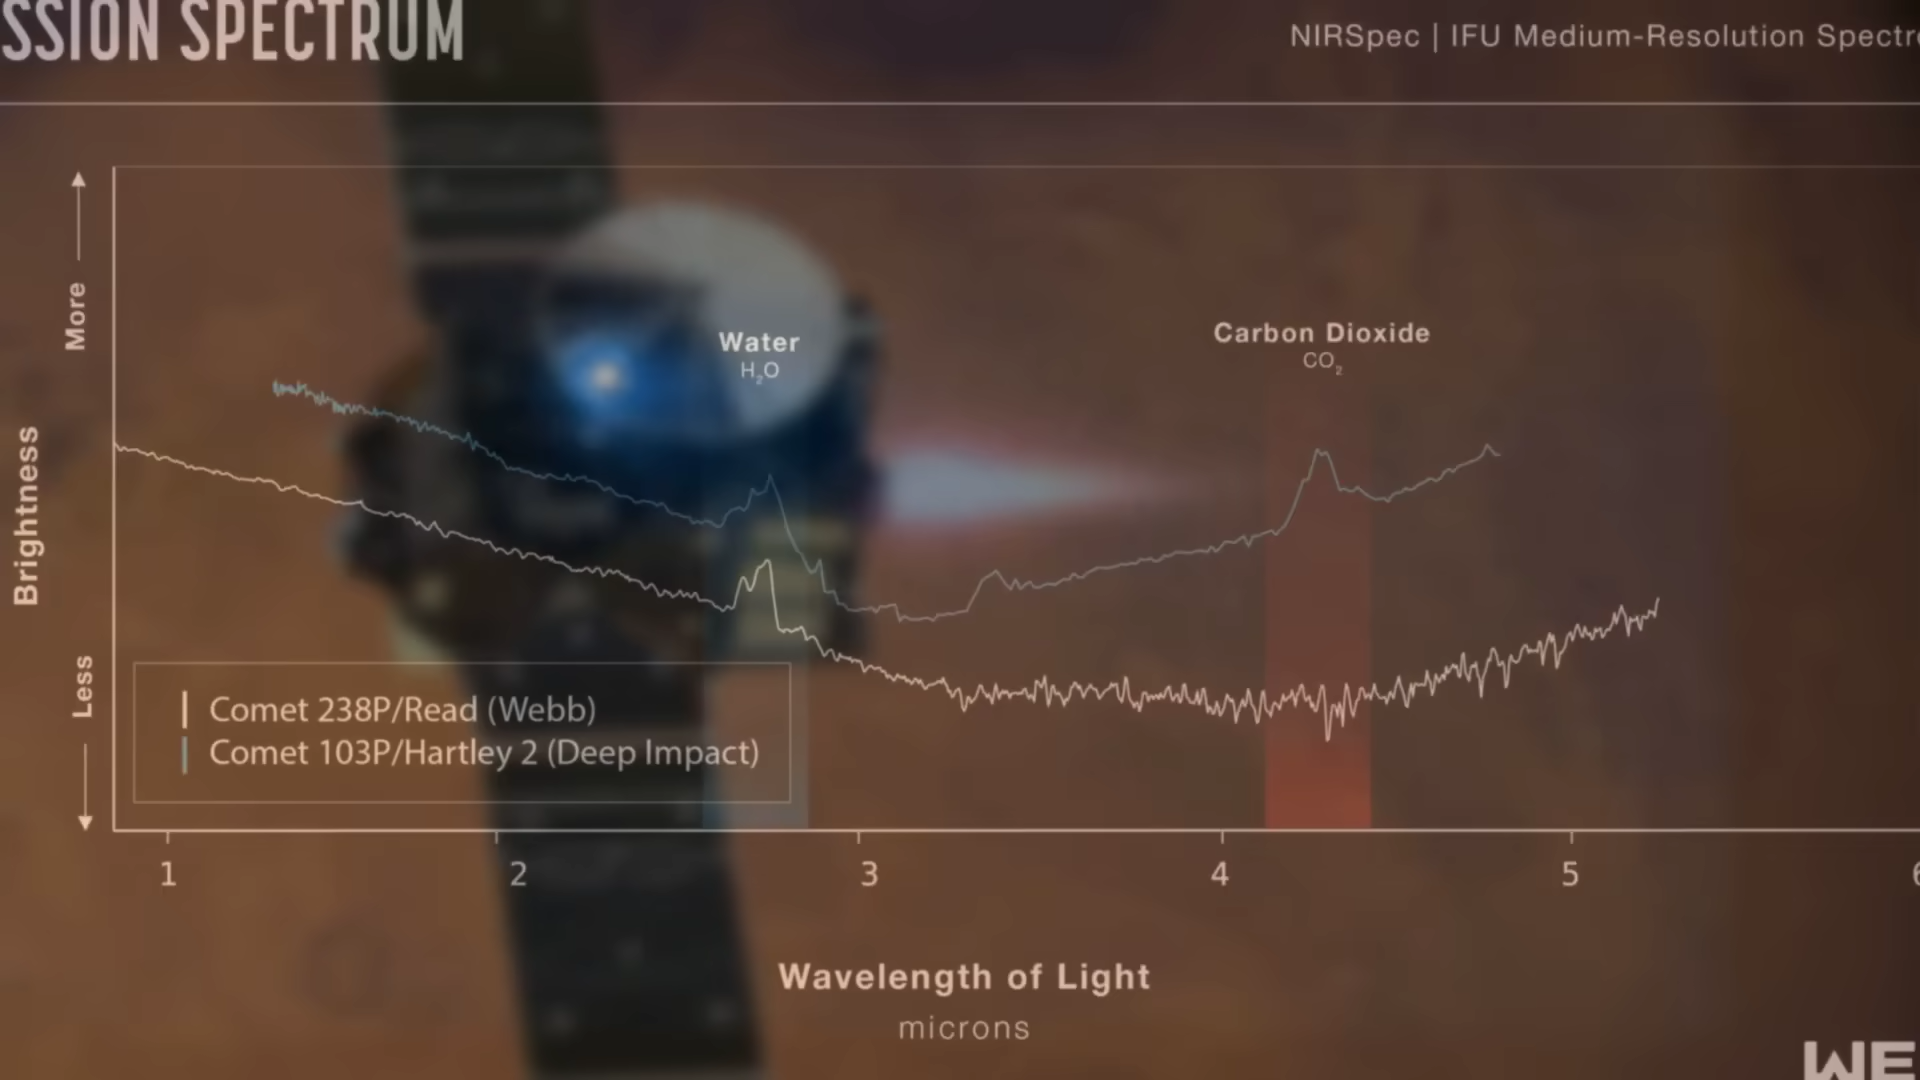 SSION SPECTRUM
NIRSpec | IFU Medium-Resolution Spectr
More
Brightness
Less
Water
H₂O
Carbon Dioxide
CO₂
Comet 238P/Read (Webb)
Comet 103P/Hartley 2 (Deep Impact)
1 2 3 4 5 6
Wavelength of Light
microns
WE